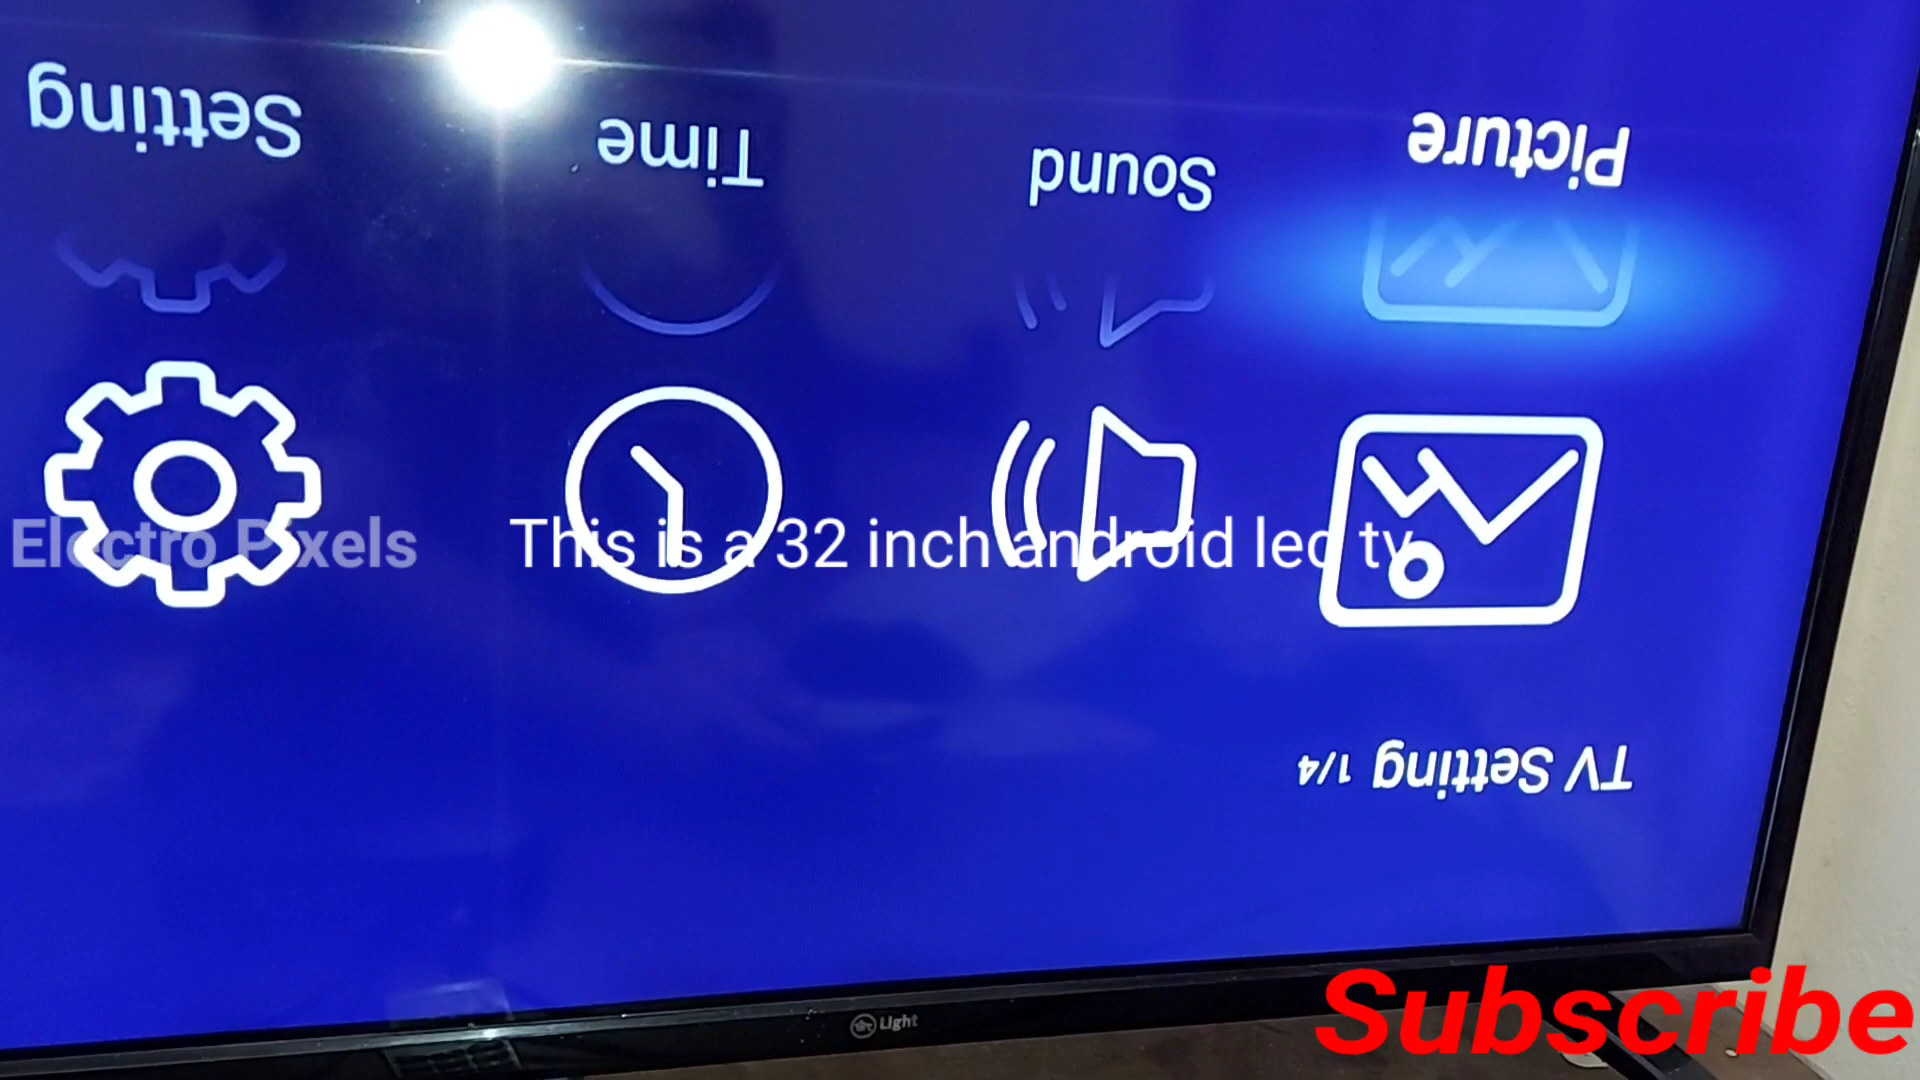 Setting
Time
Sound
Picture
Electro Pixels
This is a 32 inch android led tv
TV Setting 1/4
Light
Subscribe